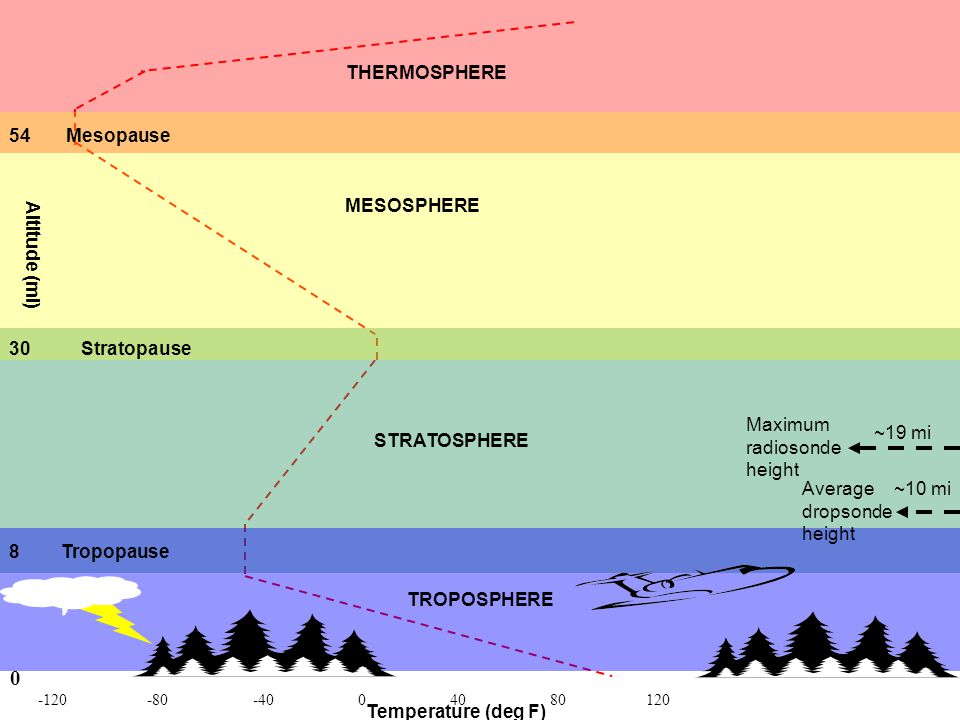 THERMOSPHERE
54 Mesopause
MESOSPHERE
Altitude (mi)
30 Stratopause
STRATOSPHERE
Maximum
radiosonde
height
~19 mi
Average
dropsonde
height
~10 mi
8 Tropopause
TROPOSPHERE
0
-120 -80 -40 0 40 80 120
Temperature (deg F)